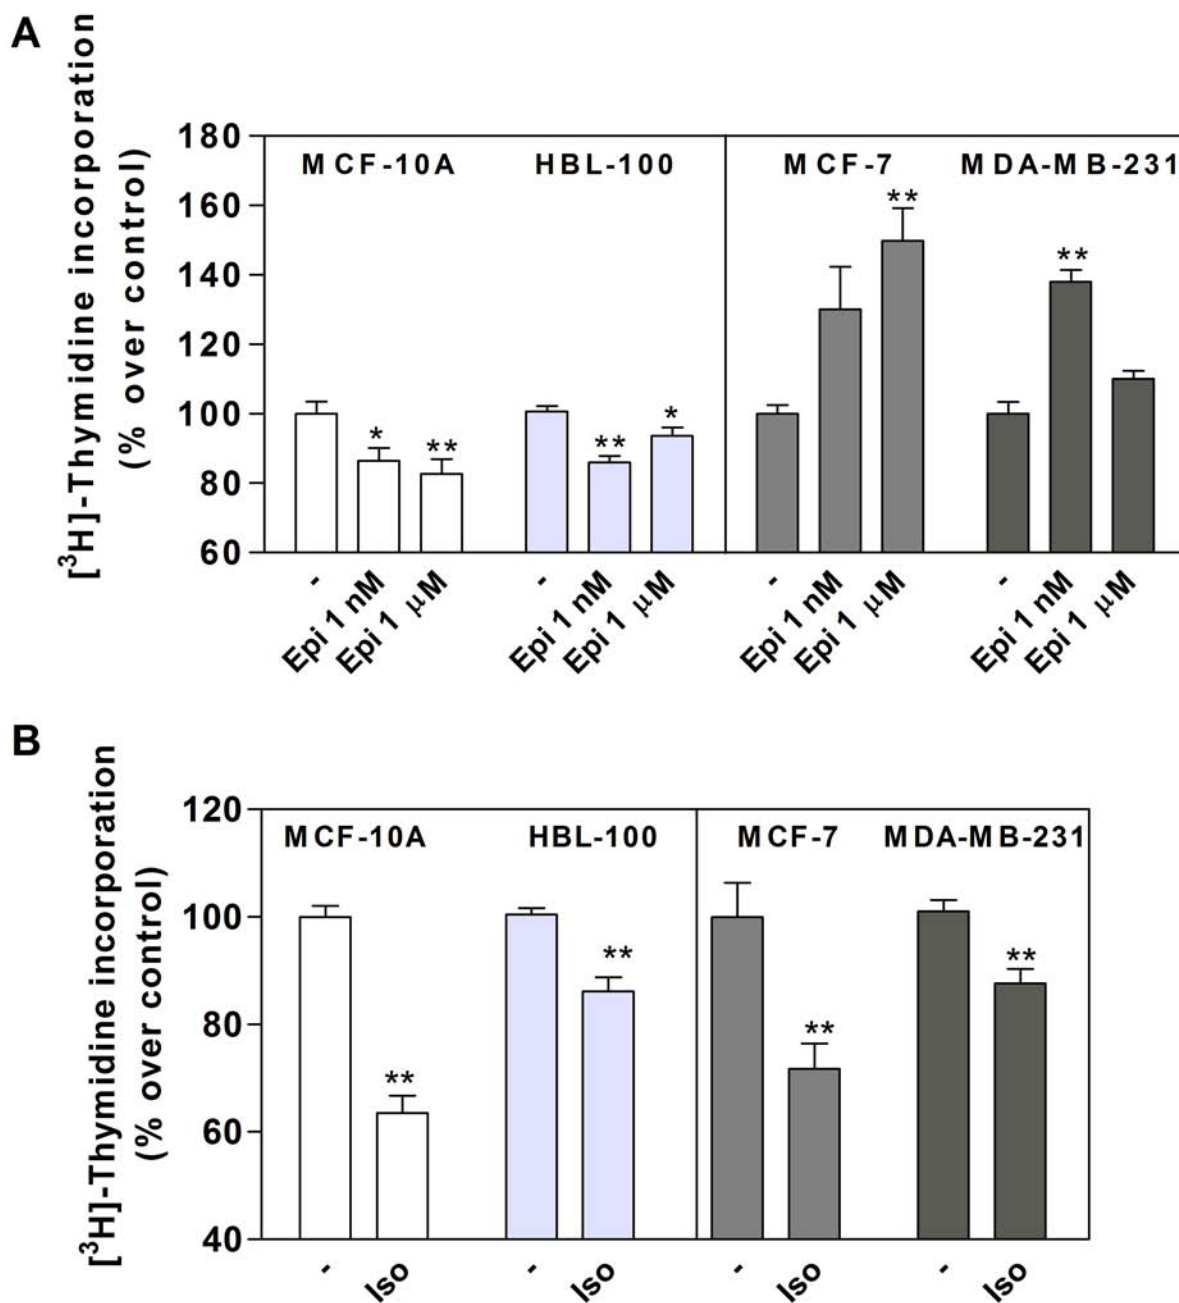 A
[³H]-Thymidine incorporation
(% over control)
180
160
140
120
100
80
60
MCF-10A HBL-100 MCF-7 MDA-MB-231
* ** ** * ** **
- Epi 1 nM Epi 1 μM - Epi 1 nM Epi 1 μM - Epi 1 nM Epi 1 μM - Epi 1 nM Epi 1 μM
B
[³H]-Thymidine incorporation
(% over control)
120
100
80
60
40
MCF-10A HBL-100 MCF-7 MDA-MB-231
** ** ** **
- Iso - Iso - Iso - Iso